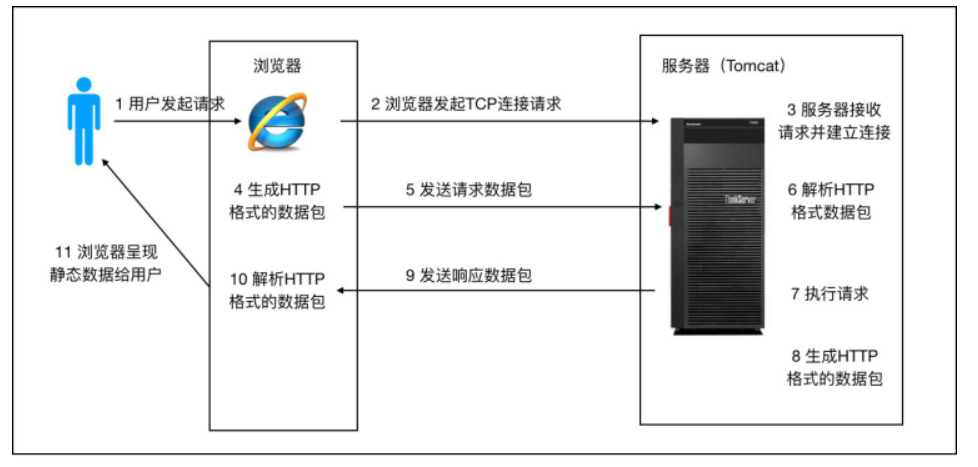 浏览器
服务器（Tomcat）
1 用户发起请求
2 浏览器发起TCP连接请求
3 服务器接收
请求并建立连接
4 生成HTTP
格式的数据包
5 发送请求数据包
6 解析HTTP
格式数据包
7 执行请求
8 生成HTTP
格式的数据包
9 发送响应数据包
10 解析HTTP
格式的数据包
11 浏览器呈现
静态数据给用户
ThinkServer